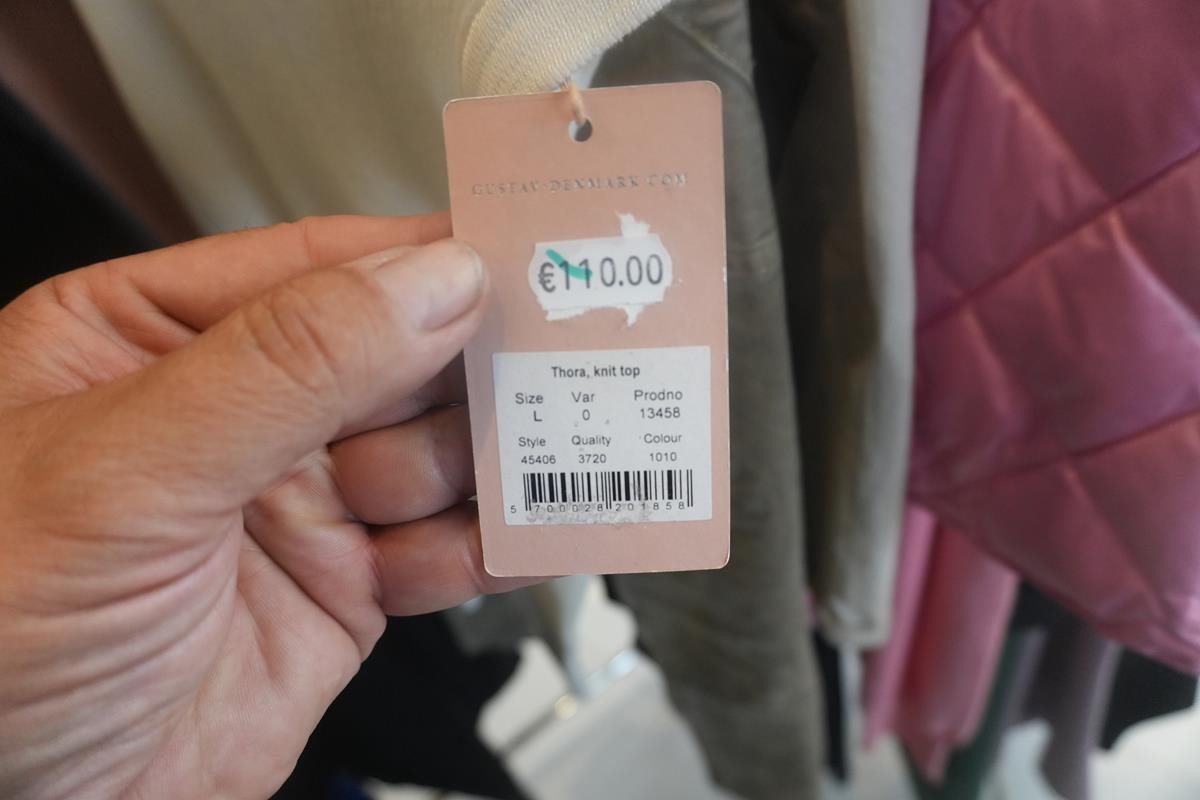 GUSTAV-DENMARK.COM
€110.00
Thora, knit top
Size Var Prodno
L 0 13458
Style Quality Colour
45406 3720 1010
5 700028 201858